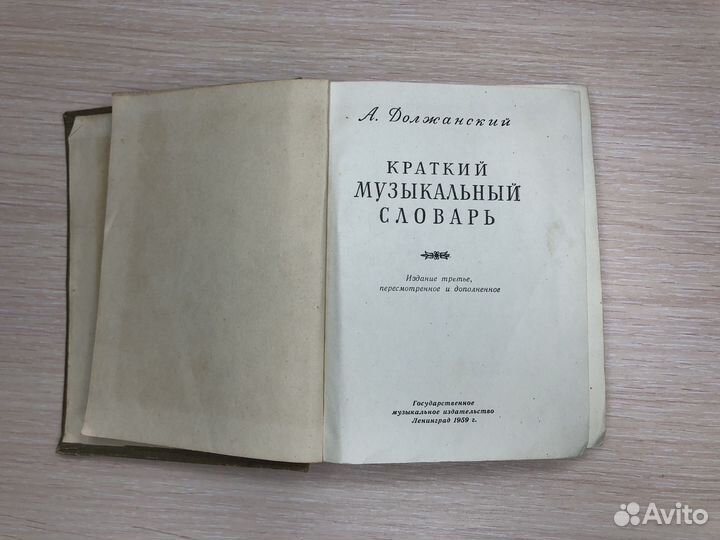 А. Должанский
КРАТКИЙ
МУЗЫКАЛЬНЫЙ
СЛОВАРЬ
Издание третье,
пересмотренное и дополненное
Государственное
музыкальное издательство
Ленинград 1959 г.
Avito